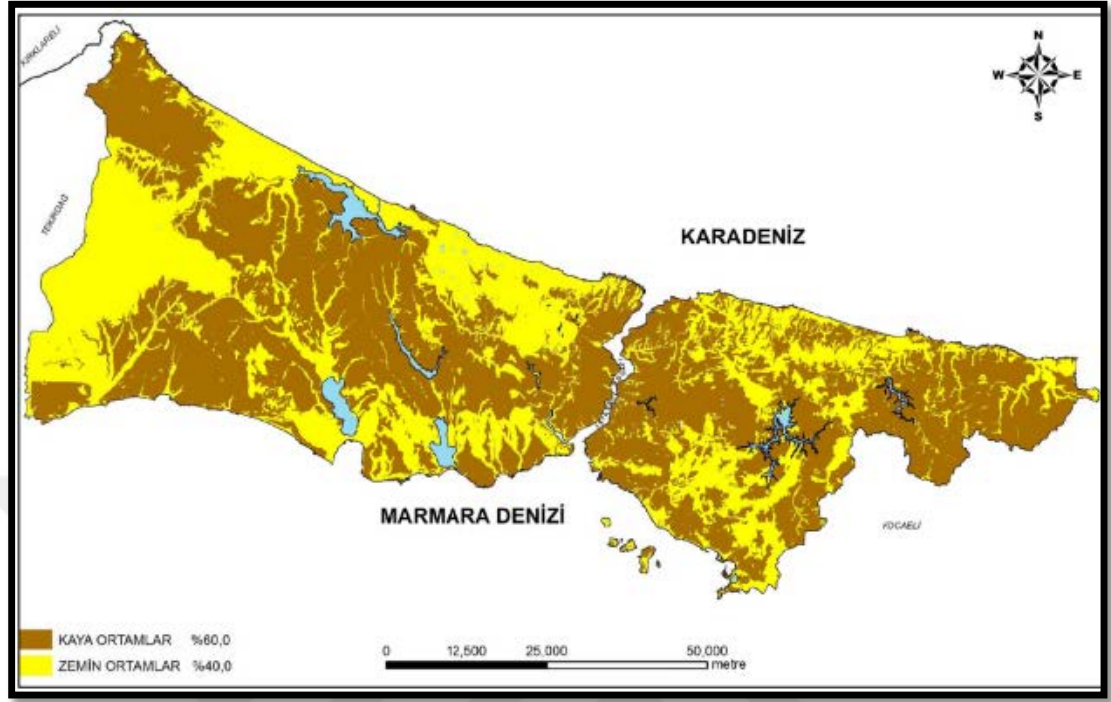 KIRKLARELİ
N
W
E
S
TEKİRDAĞ
KARADENİZ
MARMARA DENİZİ
KOCAELİ
KAYA ORTAMLAR %60,0
ZEMİN ORTAMLAR %40,0
0 12,500 25,000 50,000
metre